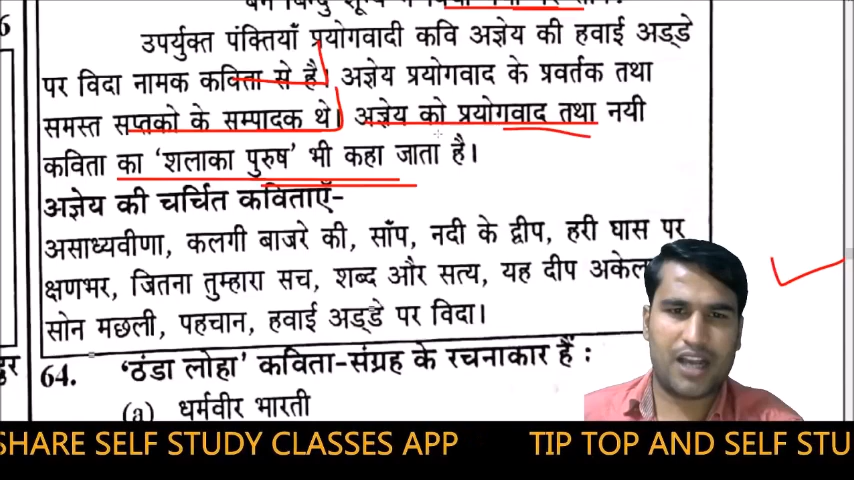 उपर्युक्त पंक्तियाँ प्रयोगवादी कवि अज्ञेय की हवाई अड्डे
पर विदा नामक कविता से है। अज्ञेय प्रयोगवाद के प्रवर्तक तथा
समस्त सप्तको के सम्पादक थे। अज्ञेय को प्रयोगवाद तथा नयी
कविता का ‘शलाका पुरुष’ भी कहा जाता है।
अज्ञेय की चर्चित कविताएँ-
असाध्यवीणा, कलगी बाजरे की, साँप, नदी के द्वीप, हरी घास पर
क्षणभर, जितना तुम्हारा सच, शब्द और सत्य, यह दीप
सोन मछली, पहचान, हवाई अड्डे पर विदा।
64. ‘ठंडा लोहा’ कविता-संग्रह के रचनाकार हैं :
(a) धर्मवीर भारती
SHARE SELF STUDY CLASSES APP TIP TOP AND SELF STU